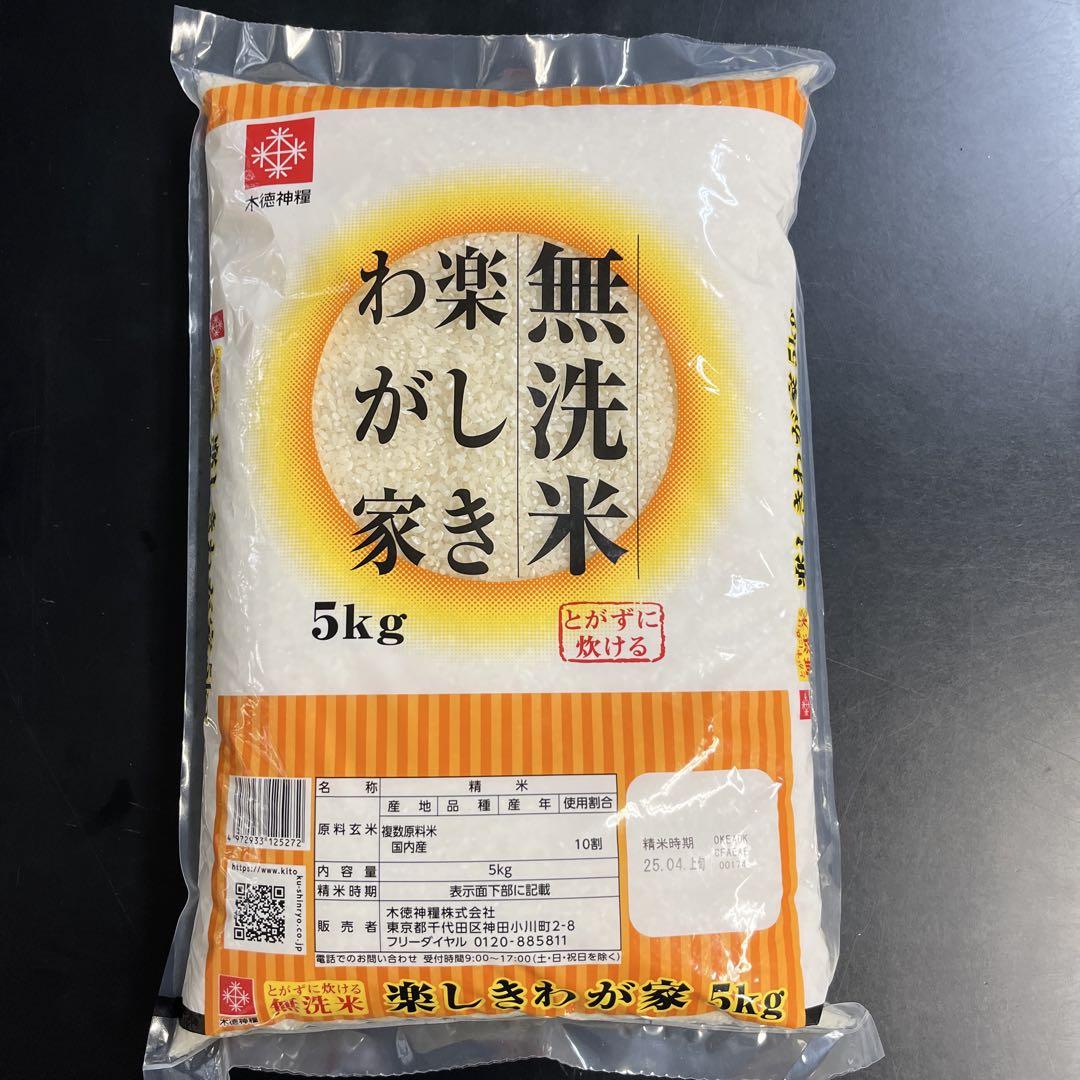 木徳神糧
無洗米
楽しき
わが家
5kg
とがずに
炊ける
名称 精米
産地 品種 産年 使用割合
原料玄米 複数原料米
国内産 10割
内容量 5kg
精米時期 表示面下部に記載
販売者 木徳神糧株式会社
東京都千代田区神田小川町2-8
フリーダイヤル 0120-885811
電話でのお問い合わせ 受付時間9:00〜17:00(土・日・祝日を除く)
4972933125272
https://www.kito
ku-shinryo.co.jp
精米時期
25.04.上旬
木徳神糧
とがずに炊ける
無洗米
楽しきわが家 5kg